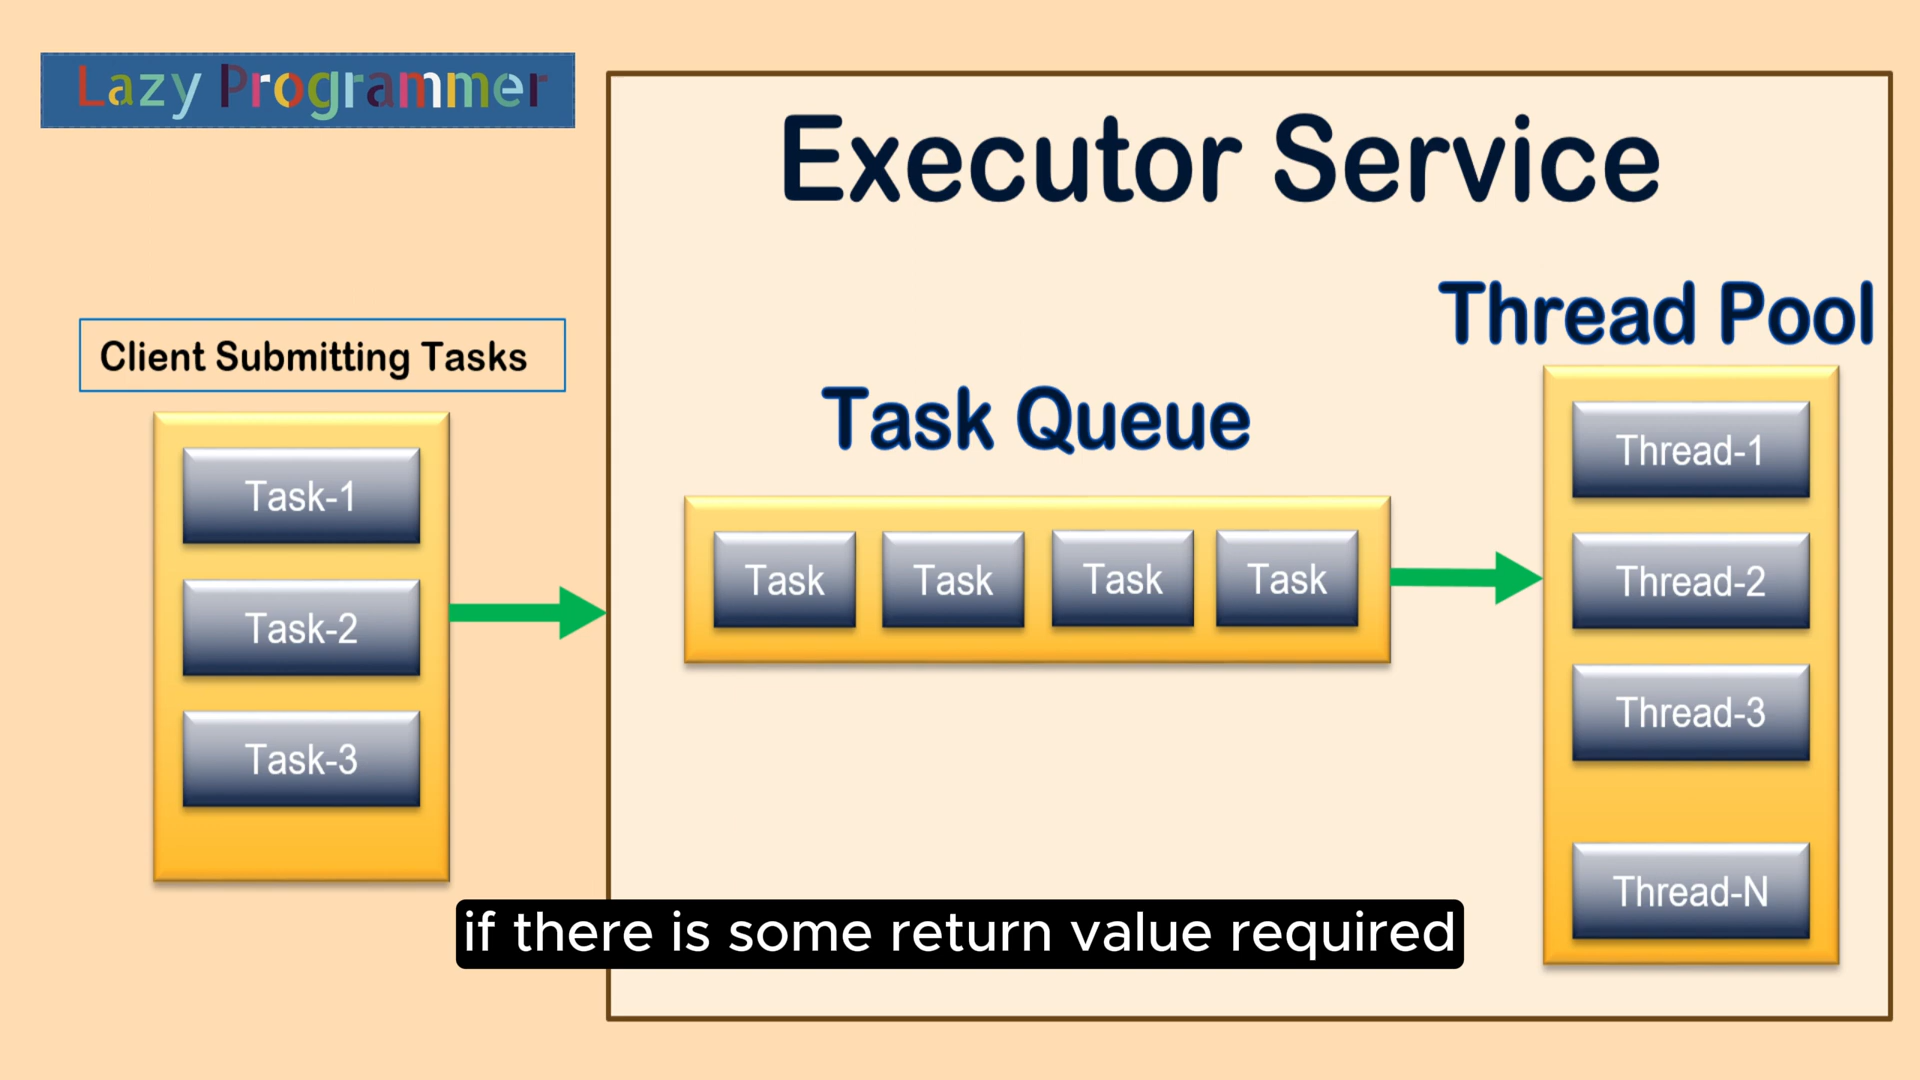 Lazy Programmer
Executor Service
Thread Pool
Client Submitting Tasks
Task Queue
Task-1
Task-2
Task-3
Task Task Task Task
Thread-1
Thread-2
Thread-3
Thread-N
if there is some return value required